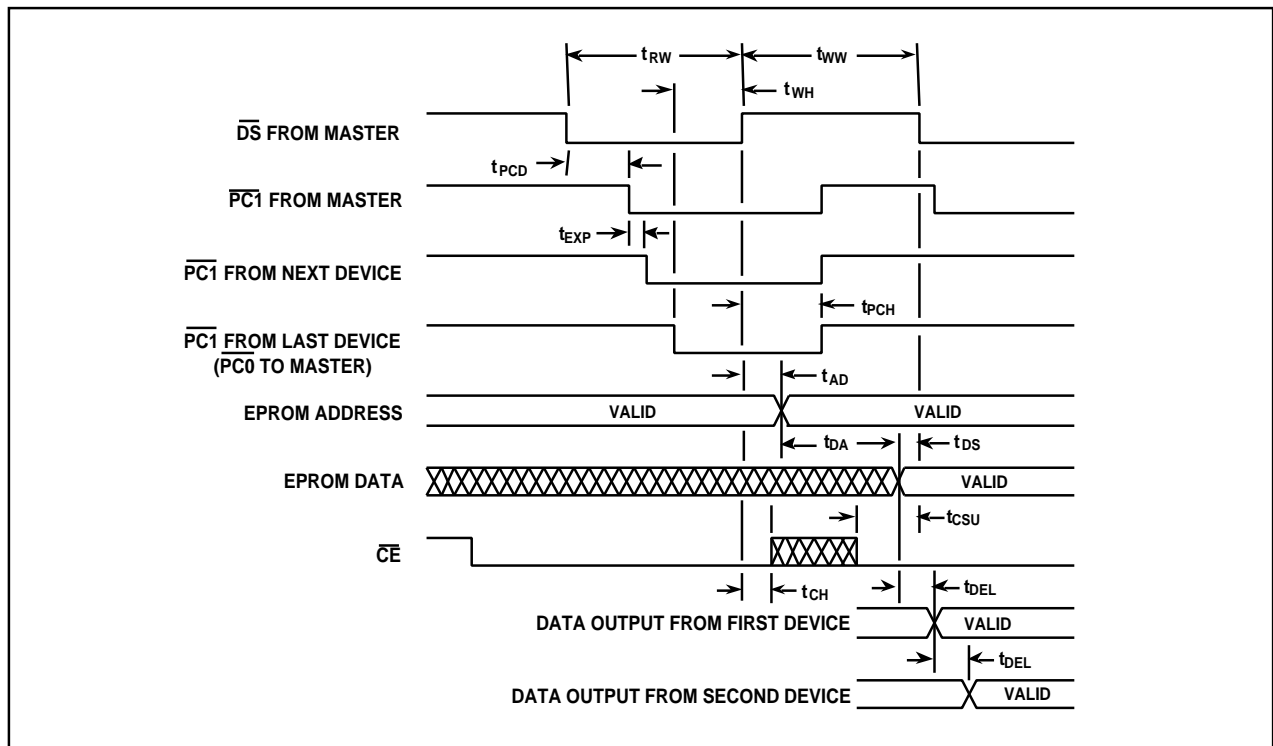 tRW
tWW
tWH
DS FROM MASTER
tPCD
PC1 FROM MASTER
tEXP
PC1 FROM NEXT DEVICE
tPCH
PC1 FROM LAST DEVICE
(PC0 TO MASTER)
tAD
EPROM ADDRESS
VALID
VALID
tDA
tDS
EPROM DATA
VALID
tCSU
CE
tCH
tDEL
DATA OUTPUT FROM FIRST DEVICE
VALID
tDEL
DATA OUTPUT FROM SECOND DEVICE
VALID